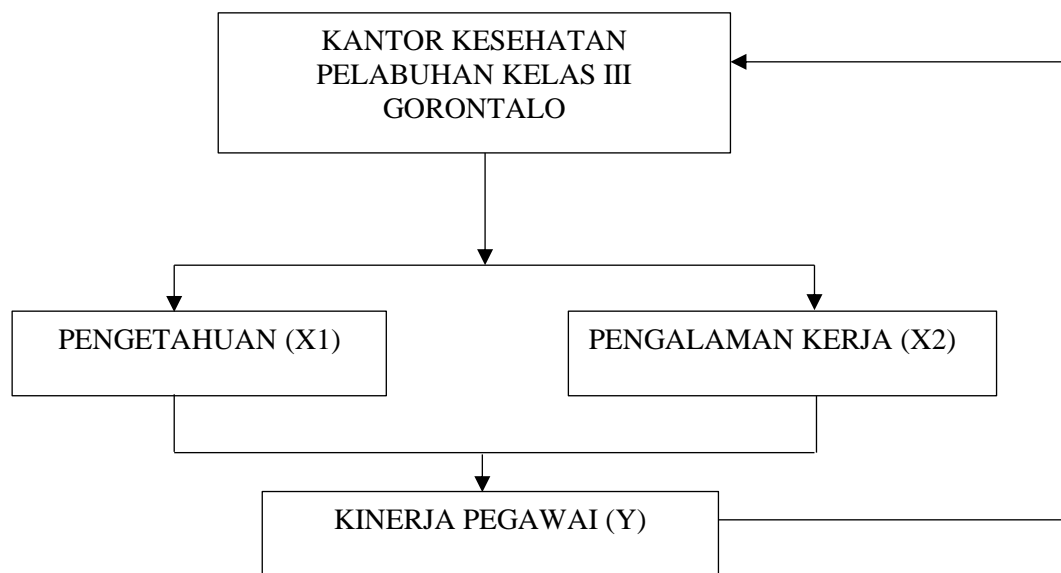 KANTOR KESEHATAN
PELABUHAN KELAS III
GORONTALO
PENGETAHUAN (X1)
PENGALAMAN KERJA (X2)
KINERJA PEGAWAI (Y)